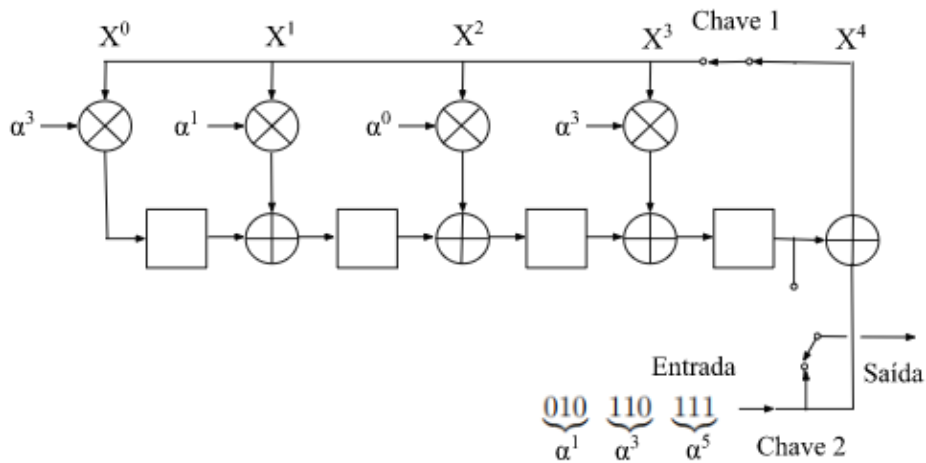 Chave 1
X⁰ X¹ X² X³ X⁴
α³ α¹ α⁰ α³
Entrada
Saída
010 110 111
α¹ α³ α⁵
Chave 2